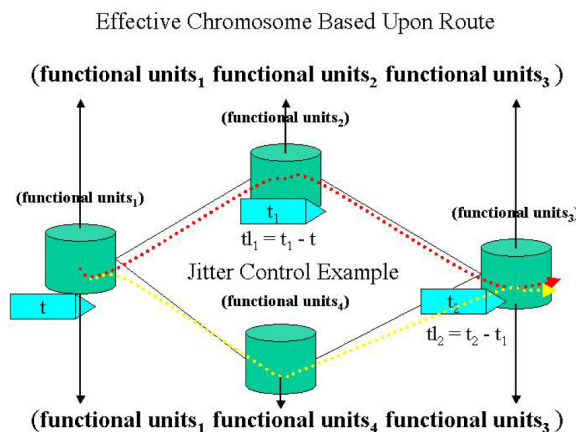 Effective Chromosome Based Upon Route
(functional units₁ functional units₂ functional units₃)
(functional units₂)
(functional units₁)
(functional units₃)
t₁
tl₁ = t₁ - t
Jitter Control Example
(functional units₄)
t
t₂
tl₂ = t₂ - t₁
(functional units₁ functional units₄ functional units₃)